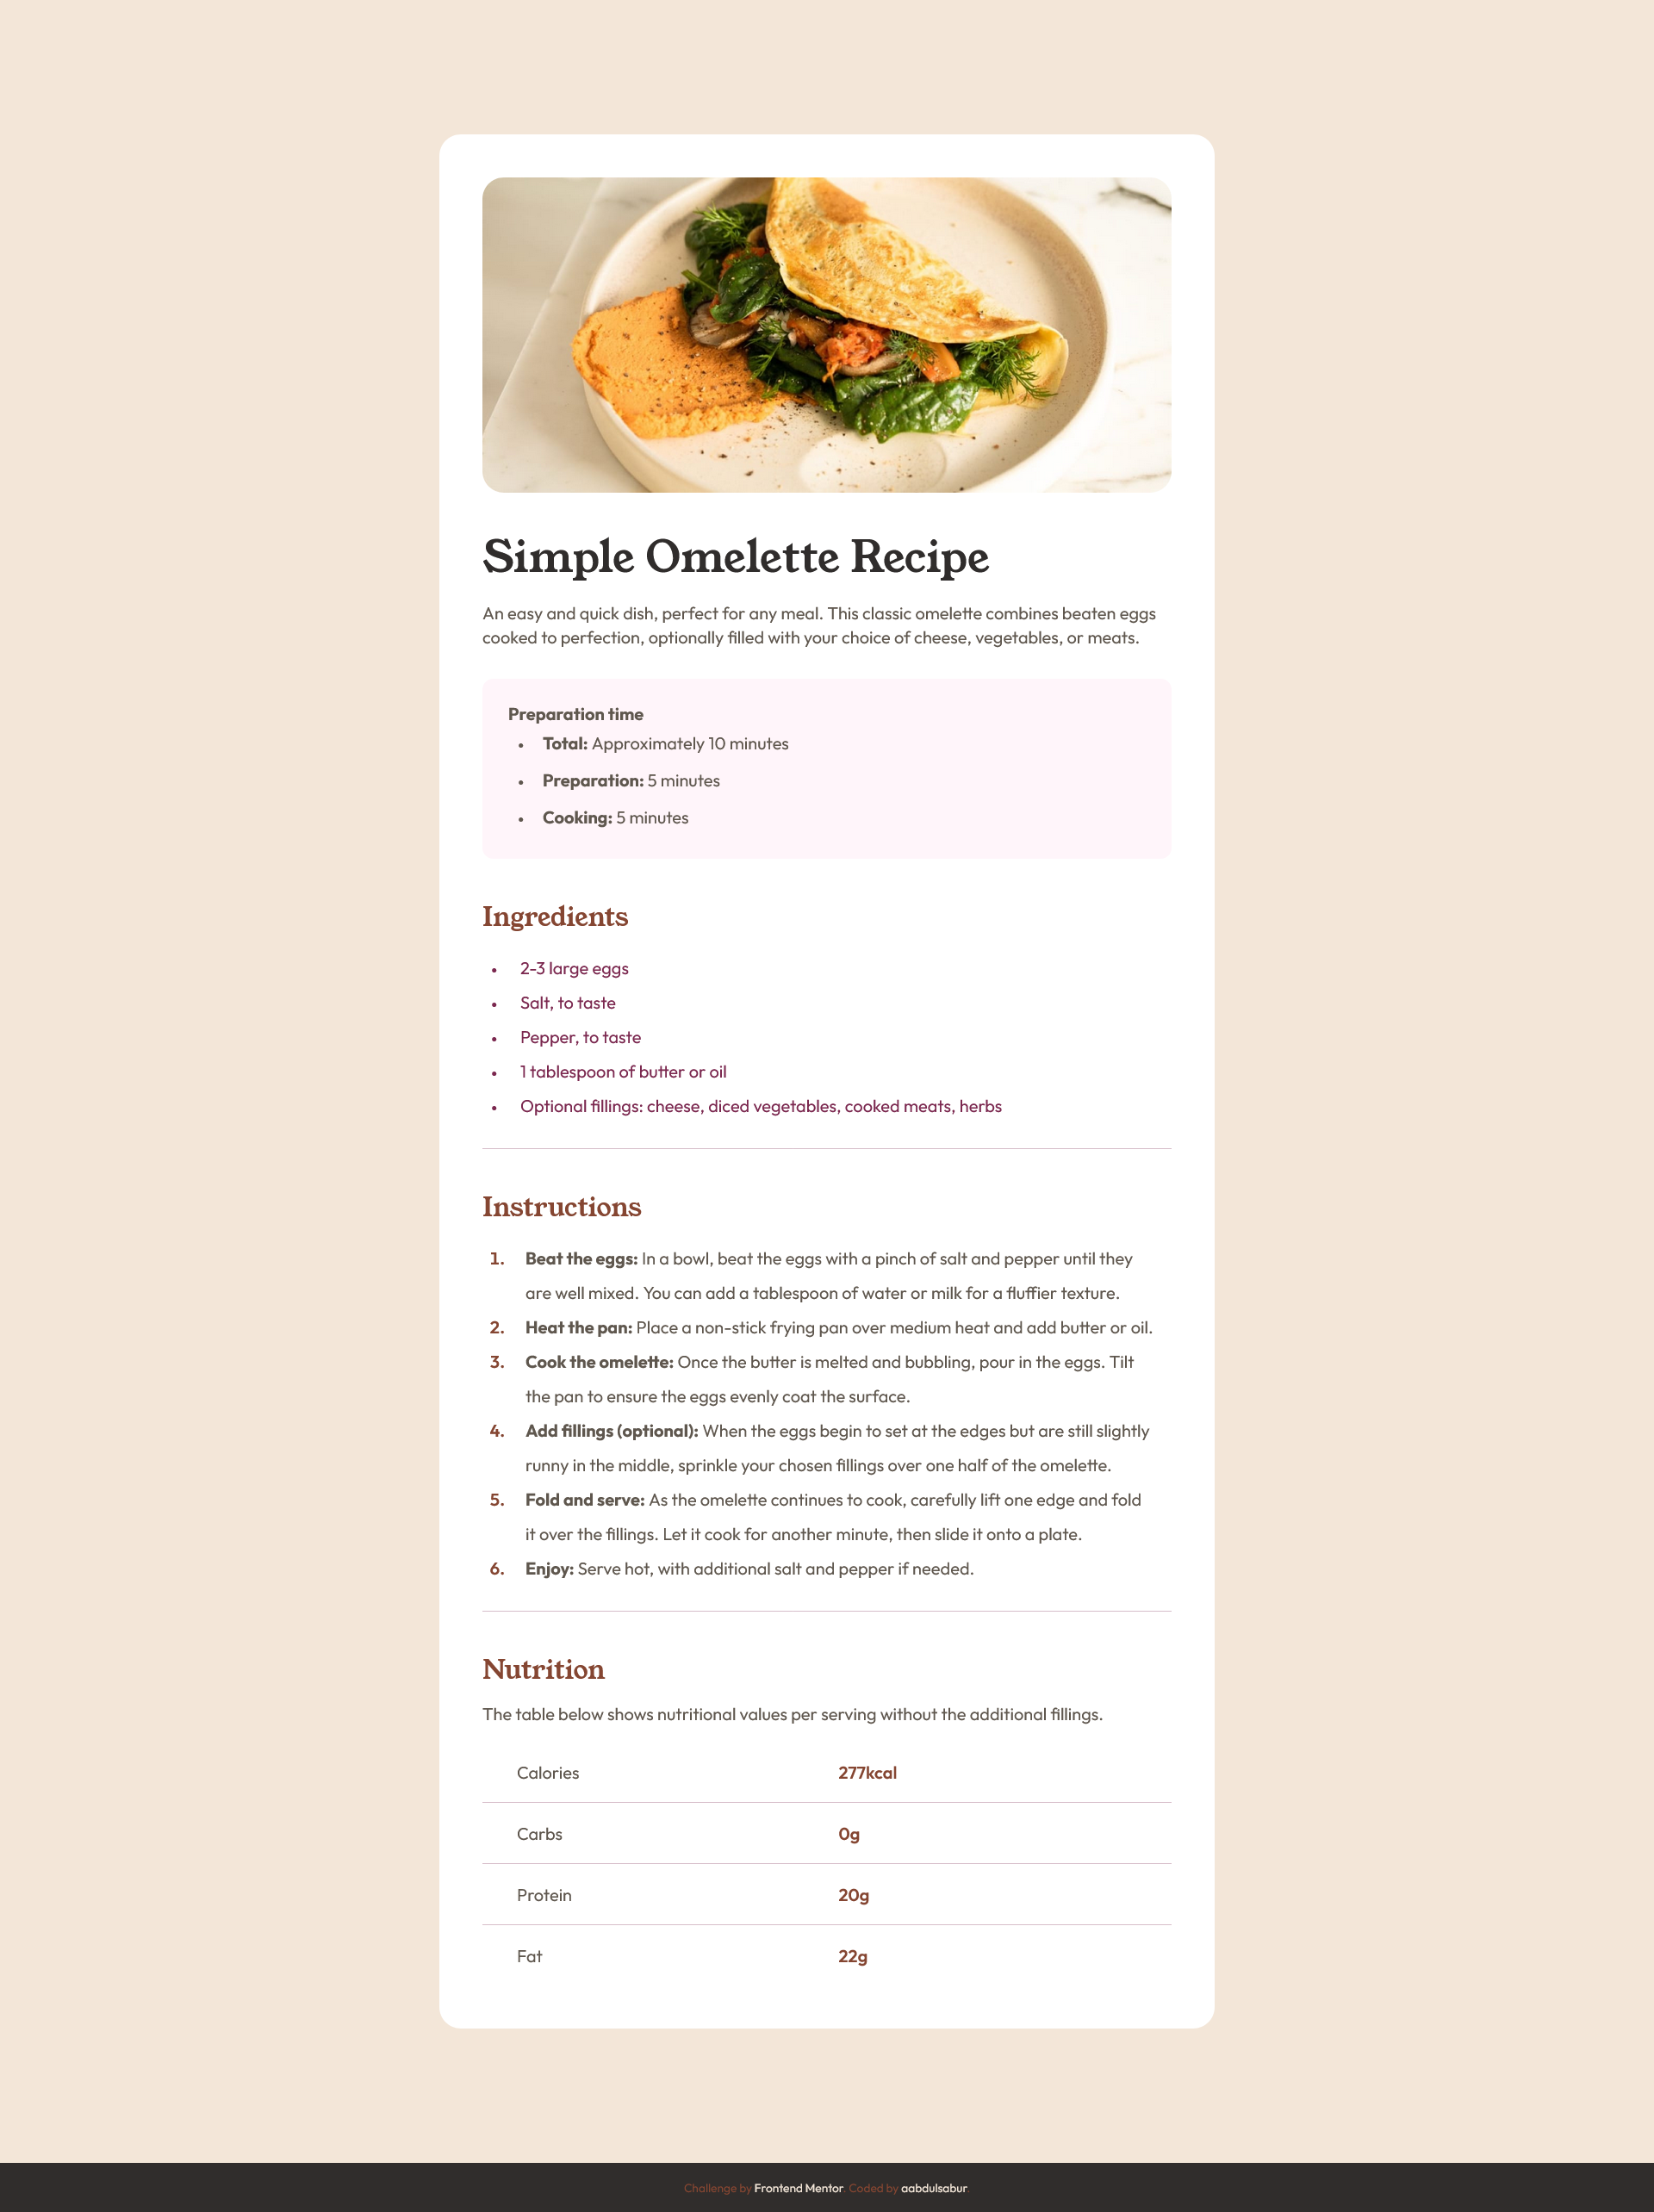 Simple Omelette Recipe
An easy and quick dish, perfect for any meal. This classic omelette combines beaten eggs
cooked to perfection, optionally filled with your choice of cheese, vegetables, or meats.
Preparation time
• Total: Approximately 10 minutes
• Preparation: 5 minutes
• Cooking: 5 minutes
Ingredients
• 2-3 large eggs
• Salt, to taste
• Pepper, to taste
• 1 tablespoon of butter or oil
• Optional fillings: cheese, diced vegetables, cooked meats, herbs
Instructions
1. Beat the eggs: In a bowl, beat the eggs with a pinch of salt and pepper until they
are well mixed. You can add a tablespoon of water or milk for a fluffier texture.
2. Heat the pan: Place a non-stick frying pan over medium heat and add butter or oil.
3. Cook the omelette: Once the butter is melted and bubbling, pour in the eggs. Tilt
the pan to ensure the eggs evenly coat the surface.
4. Add fillings (optional): When the eggs begin to set at the edges but are still slightly
runny in the middle, sprinkle your chosen fillings over one half of the omelette.
5. Fold and serve: As the omelette continues to cook, carefully lift one edge and fold
it over the fillings. Let it cook for another minute, then slide it onto a plate.
6. Enjoy: Serve hot, with additional salt and pepper if needed.
Nutrition
The table below shows nutritional values per serving without the additional fillings.
Calories 277kcal
Carbs 0g
Protein 20g
Fat 22g
Challenge by Frontend Mentor. Coded by aabdulsabur.